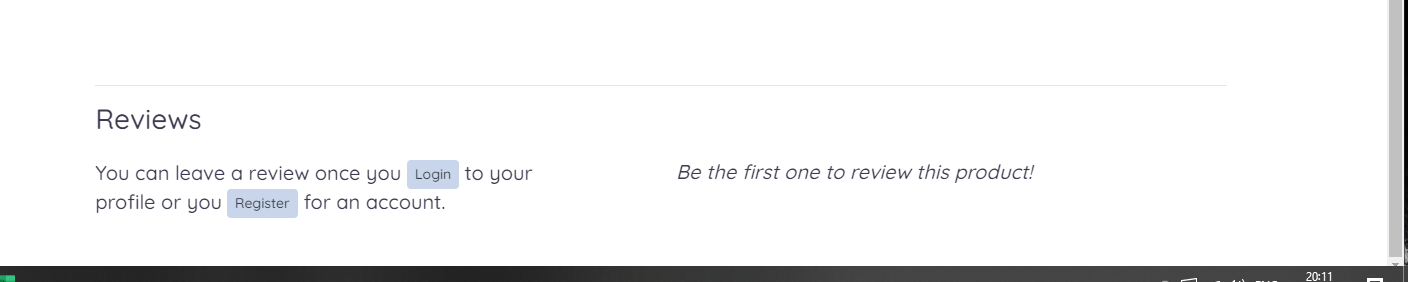 Reviews
You can leave a review once you Login to your
profile or you Register for an account.
Be the first one to review this product!
20:11